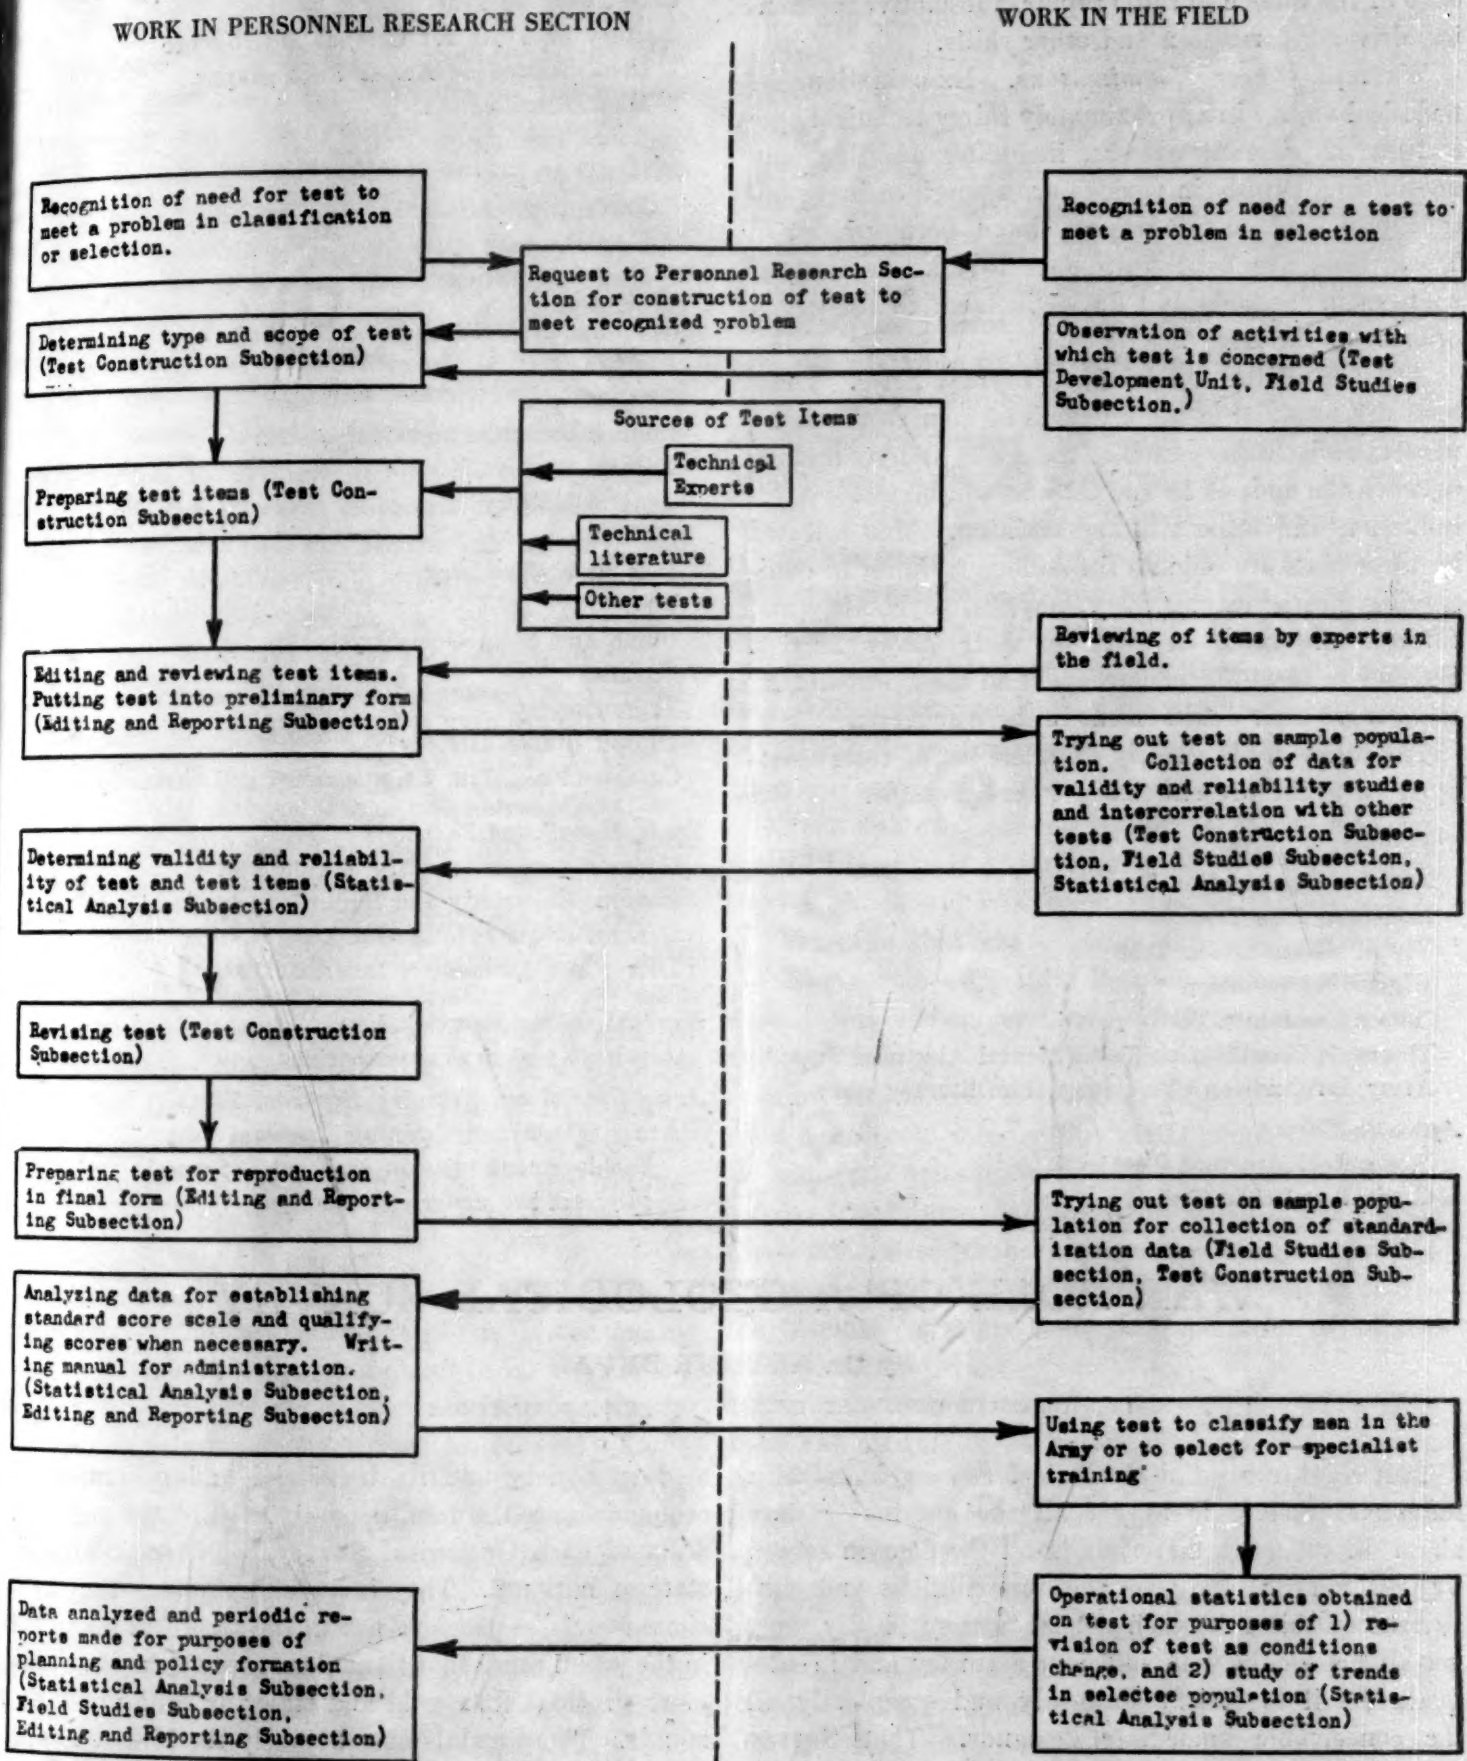 WORK IN PERSONNEL RESEARCH SECTION
WORK IN THE FIELD
Recognition of need for test to
meet a problem in classification
or selection.
Recognition of need for a test to
meet a problem in selection
Request to Personnel Research Sec-
tion for construction of test to
meet recognized problem
Determining type and scope of test
(Test Construction Subsection)
Observation of activities with
which test is concerned (Test
Development Unit, Field Studies
Subsection.)
Sources of Test Items
Technical
Experts
Technical
literature
Other tests
Preparing test items (Test Con-
struction Subsection)
Reviewing of items by experts in
the field.
Editing and reviewing test items.
Putting test into preliminary form
(Editing and Reporting Subsection)
Trying out test on sample popula-
tion. Collection of data for
validity and reliability studies
and intercorrelation with other
tests (Test Construction Subsec-
tion, Field Studies Subsection,
Statistical Analysis Subsection)
Determining validity and reliabil-
ity of test and test items (Statis-
tical Analysis Subsection)
Revising test (Test Construction
Subsection)
Preparing test for reproduction
in final form (Editing and Report-
ing Subsection)
Trying out test on sample popu-
lation for collection of standard-
ization data (Field Studies Sub-
section, Test Construction Sub-
section)
Analyzing data for establishing
standard score scale and qualify-
ing scores when necessary. Writ-
ing manual for administration.
(Statistical Analysis Subsection,
Editing and Reporting Subsection)
Using test to classify men in the
Army or to select for specialist
training
Operational statistics obtained
on test for purposes of 1) re-
vision of test as conditions
change, and 2) study of trends
in selectee population (Statis-
tical Analysis Subsection)
Data analyzed and periodic re-
ports made for purposes of
planning and policy formation
(Statistical Analysis Subsection,
Field Studies Subsection,
Editing and Reporting Subsection)